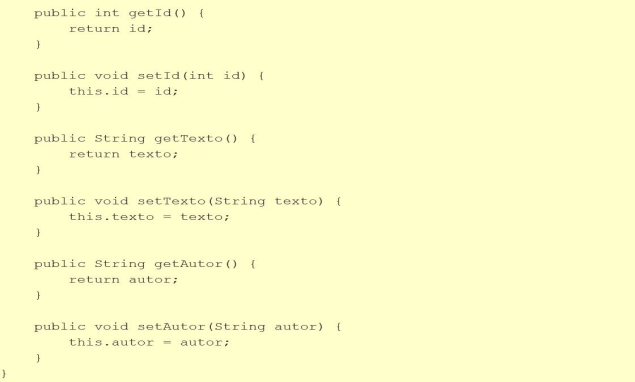 public int getId() {
        return id;
    }

    public void setId(int id) {
        this.id = id;
    }

    public String getTexto() {
        return texto;
    }

    public void setTexto(String texto) {
        this.texto = texto;
    }

    public String getAutor() {
        return autor;
    }

    public void setAutor(String autor) {
        this.autor = autor;
    }
}